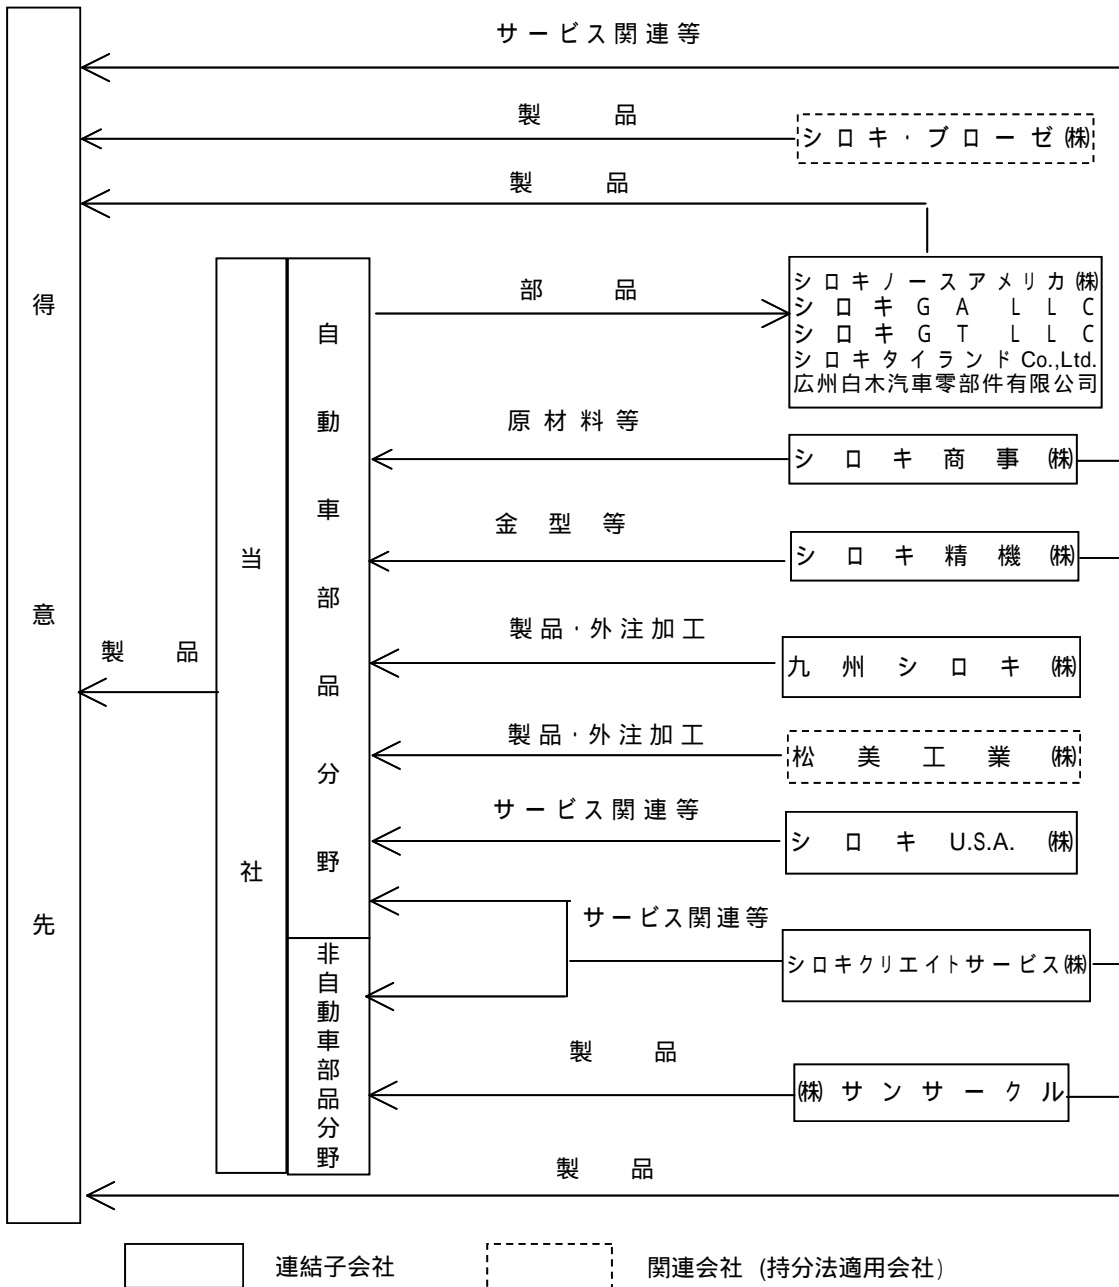 サービス関連等
製品
シロキ・ブローゼ㈱
製品
部品
シロキノースアメリカ㈱
シロキGA LLC
シロキGT LLC
シロキタイランドCo.,Ltd.
広州白木汽車零部件有限公司
原材料等
シロキ商事㈱
金型等
シロキ精機㈱
製品・外注加工
九州シロキ㈱
製品・外注加工
松美工業㈱
サービス関連等
シロキU.S.A.㈱
サービス関連等
シロキクリエイトサービス㈱
製品
㈱サンサークル
製品
得意先
製品
当社
自動車部品分野
非自動車部品分野
連結子会社
関連会社 (持分法適用会社)